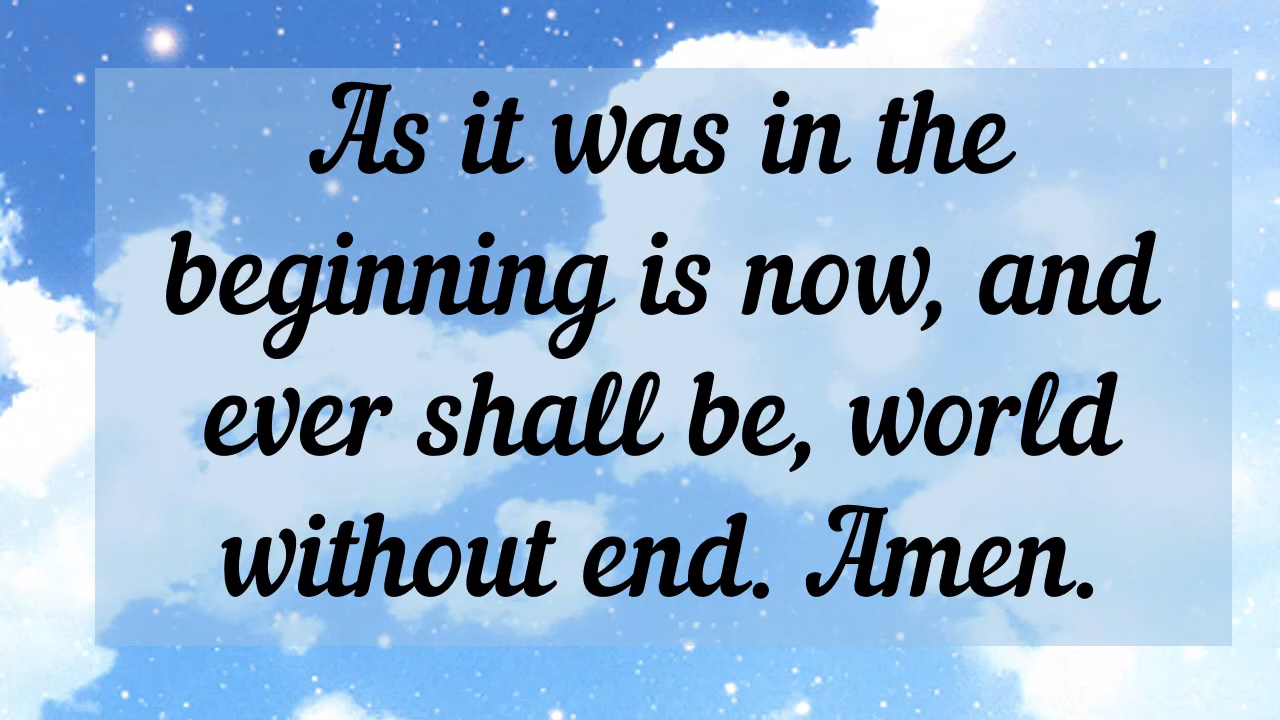 As it was in the
beginning is now, and
ever shall be, world
without end. Amen.